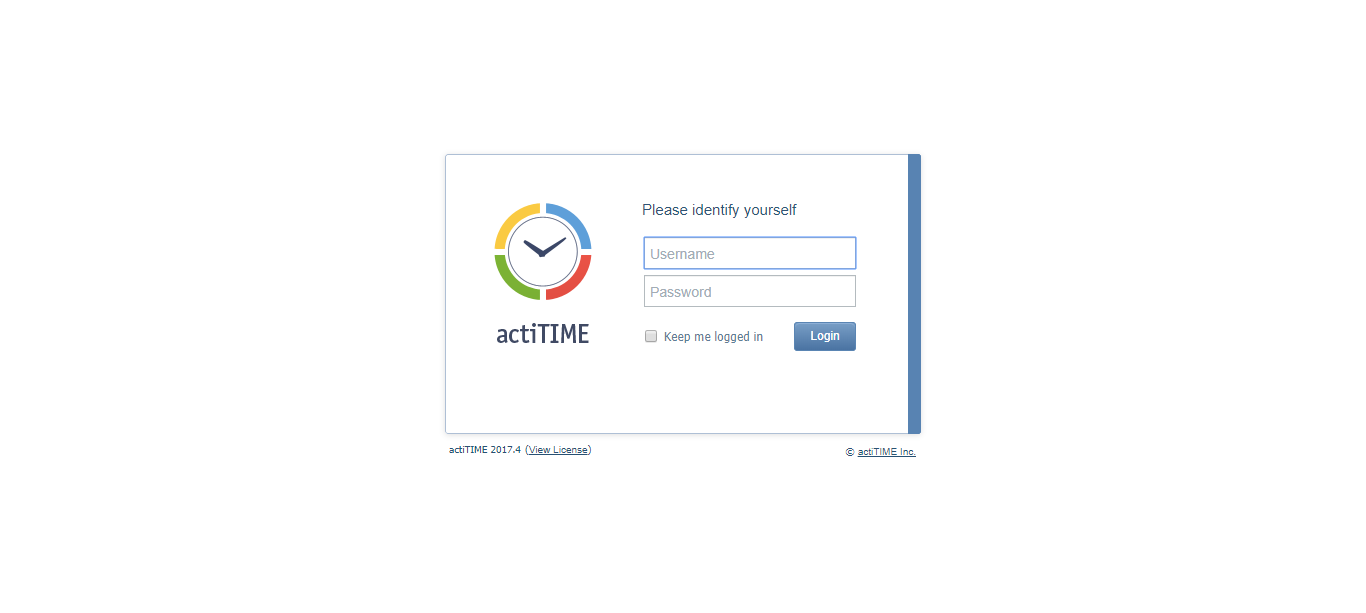 Please identify yourself
Username
Password
Keep me logged in
Login
actiTIME
actiTIME 2017.4 (View License)
© actiTIME Inc.